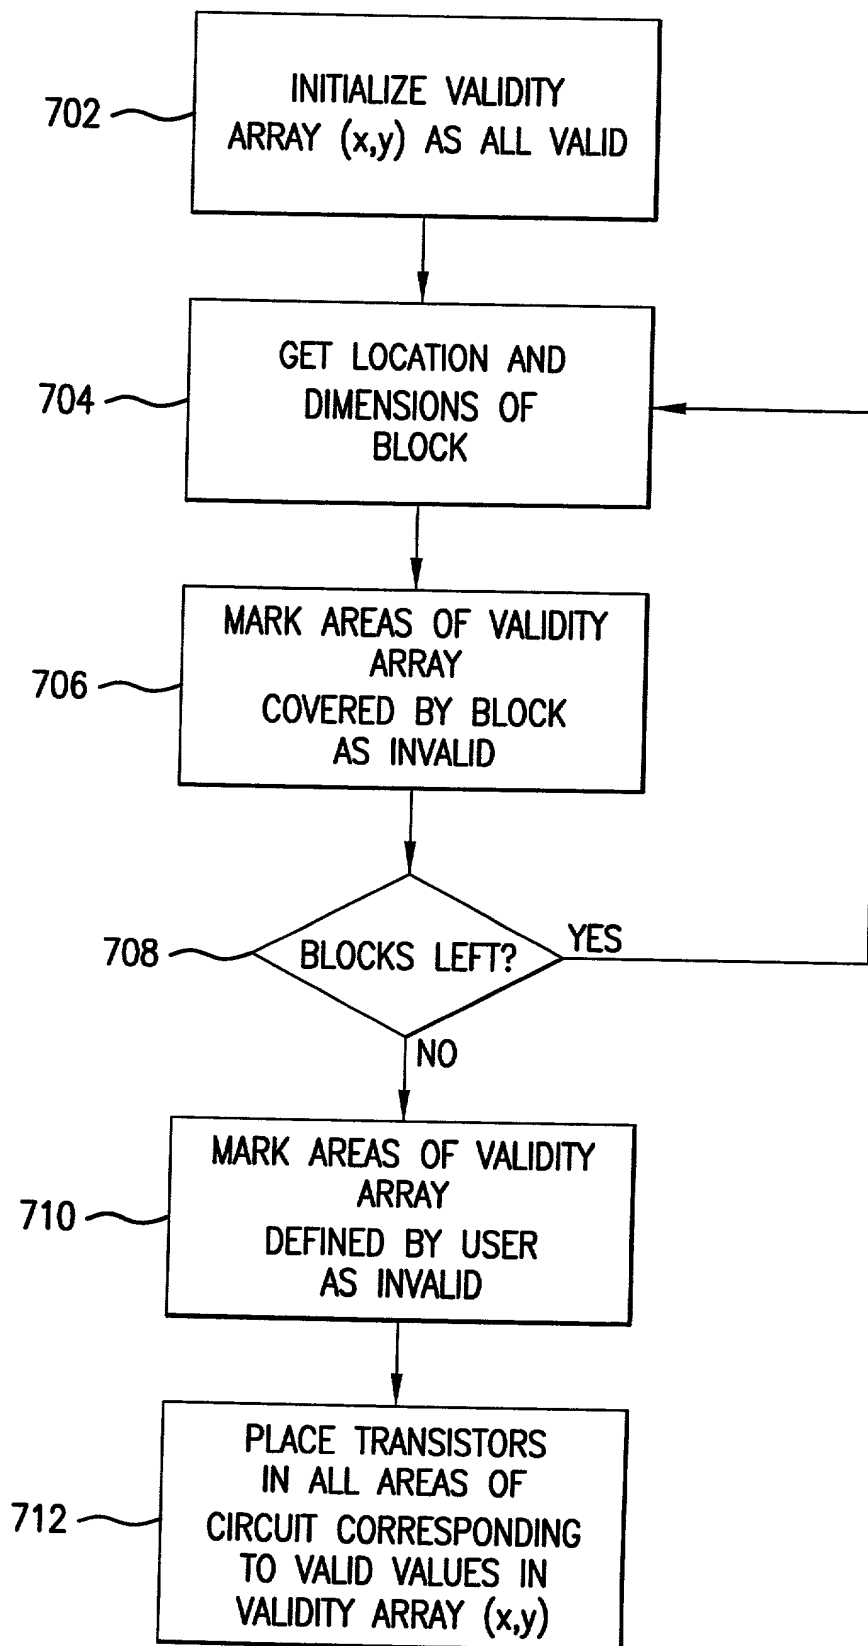 702
INITIALIZE VALIDITY
ARRAY (x,y) AS ALL VALID
704
GET LOCATION AND
DIMENSIONS OF
BLOCK
706
MARK AREAS OF VALIDITY
ARRAY
COVERED BY BLOCK
AS INVALID
708
BLOCKS LEFT?
YES
NO
710
MARK AREAS OF VALIDITY
ARRAY
DEFINED BY USER
AS INVALID
712
PLACE TRANSISTORS
IN ALL AREAS OF
CIRCUIT CORRESPONDING
TO VALID VALUES IN
VALIDITY ARRAY (x,y)